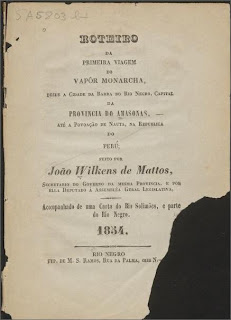 ROTEIRO
DA
PRIMEIRA VIAGEM
DO
VAPÔR MONARCHA,
DESDE A CIDADE DA BARRA DO RIO NEGRO, CAPITAL
DA
PROVINCIA DO AMAZONAS,
ATÉ A POVOAÇÃO DE NAUTA, NA REPUBLICA
DO
PERÚ,
FEITO POR
João Wilkens de Mattos,
SECRETARIO DO GOVERNO DA MESMA PROVINCIA, E POR
ELLA DEPUTADO A ASSEMBLÉA GERAL LEGISLATIVA.
Acompanhado de uma Carta do Rio Solimões, e parte
do Rio Negro.
1854.
RIO NEGRO
TYP. DE M. S. RAMOS, RUA DA PALMA,